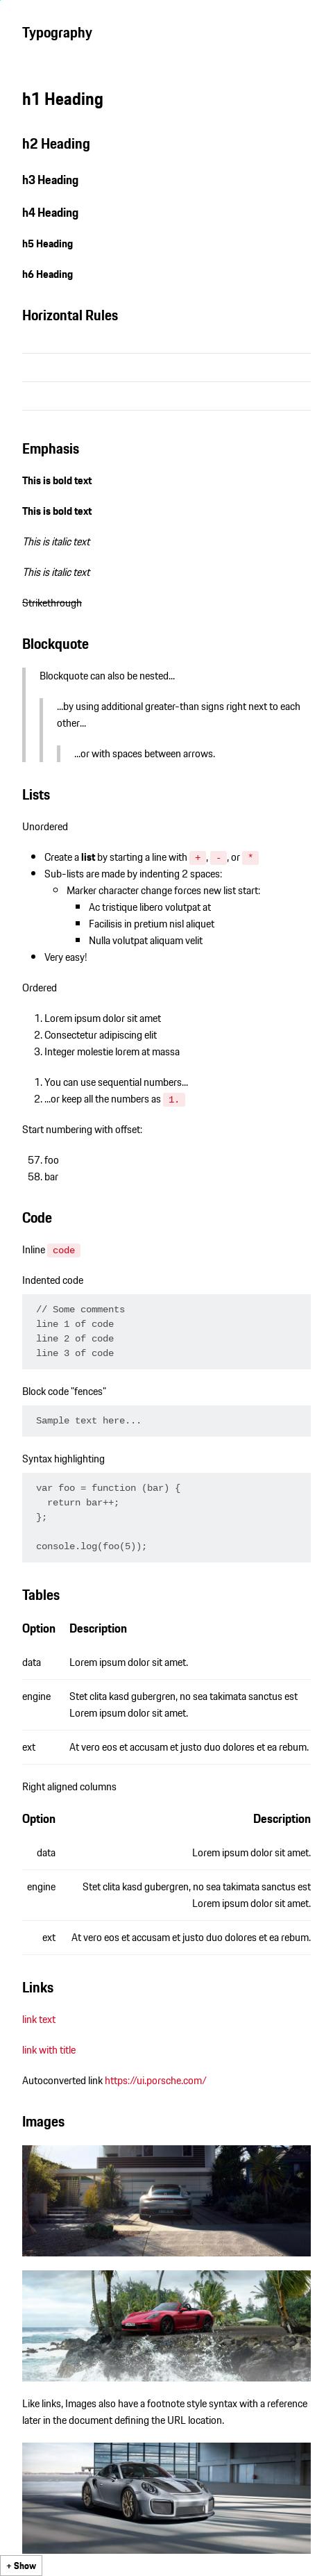 Typography
h1 Heading
h2 Heading
h3 Heading
h4 Heading
h5 Heading
h6 Heading
Horizontal Rules
Emphasis
This is bold text
This is bold text
This is italic text
This is italic text
Strikethrough
Blockquote
Blockquote can also be nested...
...by using additional greater-than signs right next to each
other...
...or with spaces between arrows.
Lists
Unordered
Create a list by starting a line with +, -, or *
Sub-lists are made by indenting 2 spaces:
Marker character change forces new list start:
Ac tristique libero volutpat at
Facilisis in pretium nisl aliquet
Nulla volutpat aliquam velit
Very easy!
Ordered
1. Lorem ipsum dolor sit amet
2. Consectetur adipiscing elit
3. Integer molestie lorem at massa
1. You can use sequential numbers...
2. ...or keep all the numbers as 1.
Start numbering with offset:
57. foo
58. bar
Code
Inline code
Indented code
// Some comments
line 1 of code
line 2 of code
line 3 of code
Block code "fences"
Sample text here...
Syntax highlighting
var foo = function (bar) {
  return bar++;
};
console.log(foo(5));
Tables
Option Description
data Lorem ipsum dolor sit amet.
engine Stet clita kasd gubergren, no sea takimata sanctus est
Lorem ipsum dolor sit amet.
ext At vero eos et accusam et justo duo dolores et ea rebum.
Right aligned columns
Option Description
data Lorem ipsum dolor sit amet.
engine Stet clita kasd gubergren, no sea takimata sanctus est
Lorem ipsum dolor sit amet.
ext At vero eos et accusam et justo duo dolores et ea rebum.
Links
link text
link with title
Autoconverted link https://ui.porsche.com/
Images
Like links, Images also have a footnote style syntax with a reference
later in the document defining the URL location.
+ Show